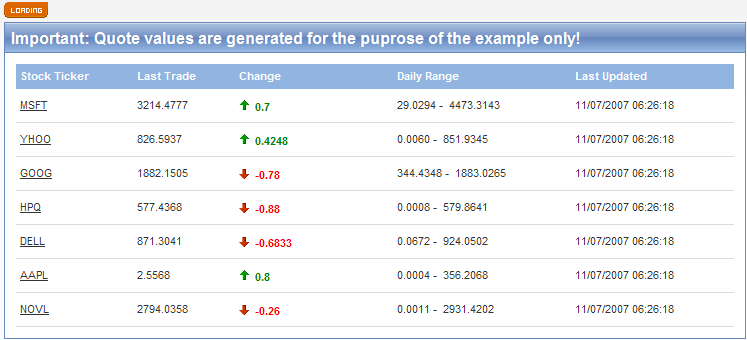 LOADING
Important: Quote values are generated for the puprose of the example only!
Stock Ticker Last Trade Change Daily Range Last Updated
MSFT 3214.4777 0.7 29.0294 - 4473.3143 11/07/2007 06:26:18
YHOO 826.5937 0.4248 0.0060 - 851.9345 11/07/2007 06:26:18
GOOG 1882.1505 -0.78 344.4348 - 1883.0265 11/07/2007 06:26:18
HPQ 577.4368 -0.88 0.0008 - 579.8641 11/07/2007 06:26:18
DELL 871.3041 -0.6833 0.0672 - 924.0502 11/07/2007 06:26:18
AAPL 2.5568 0.8 0.0004 - 356.2068 11/07/2007 06:26:18
NOVL 2794.0358 -0.26 0.0011 - 2931.4202 11/07/2007 06:26:18